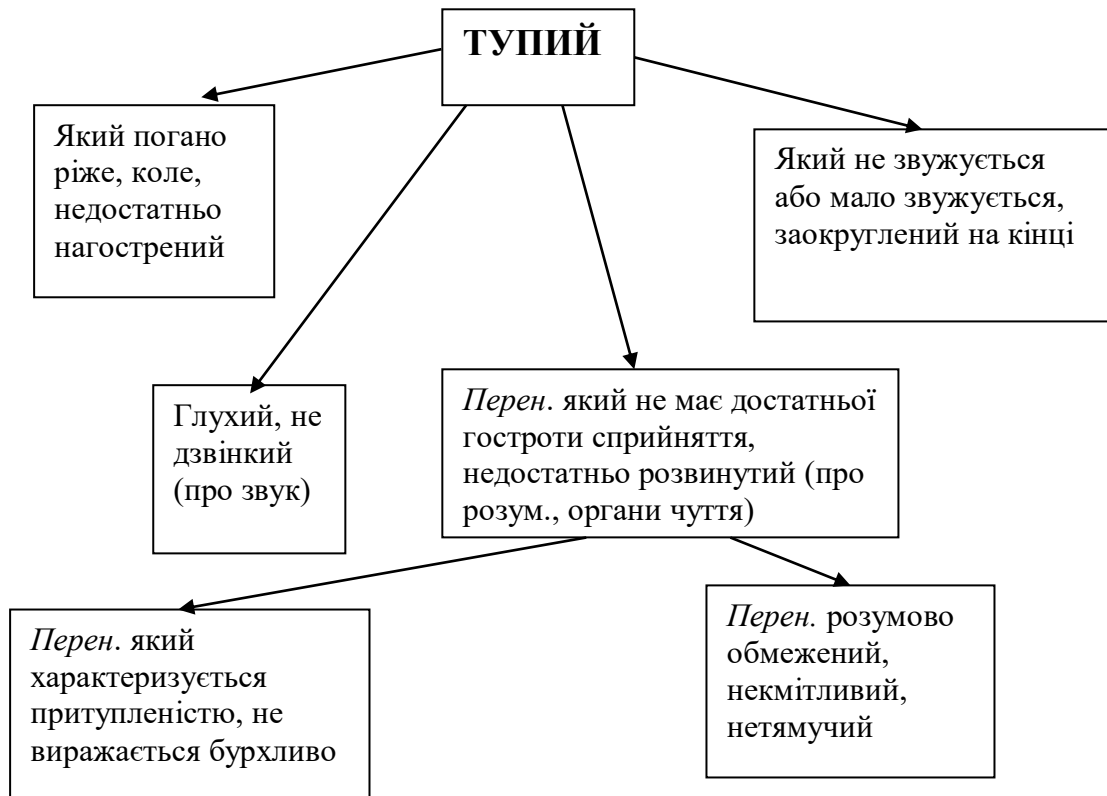 ТУПИЙ
Який погано
ріже, коле,
недостатньо
нагострений
Який не звужується
або мало звужується,
заокруглений на кінці
Глухий, не
дзвінкий
(про звук)
Перен. який не має достатньої
гостроти сприйняття,
недостатньо розвинутий (про
розум., органи чуття)
Перен. який
характеризується
притупленістю, не
виражається бурхливо
Перен. розумово
обмежений,
некмітливий,
нетямучий